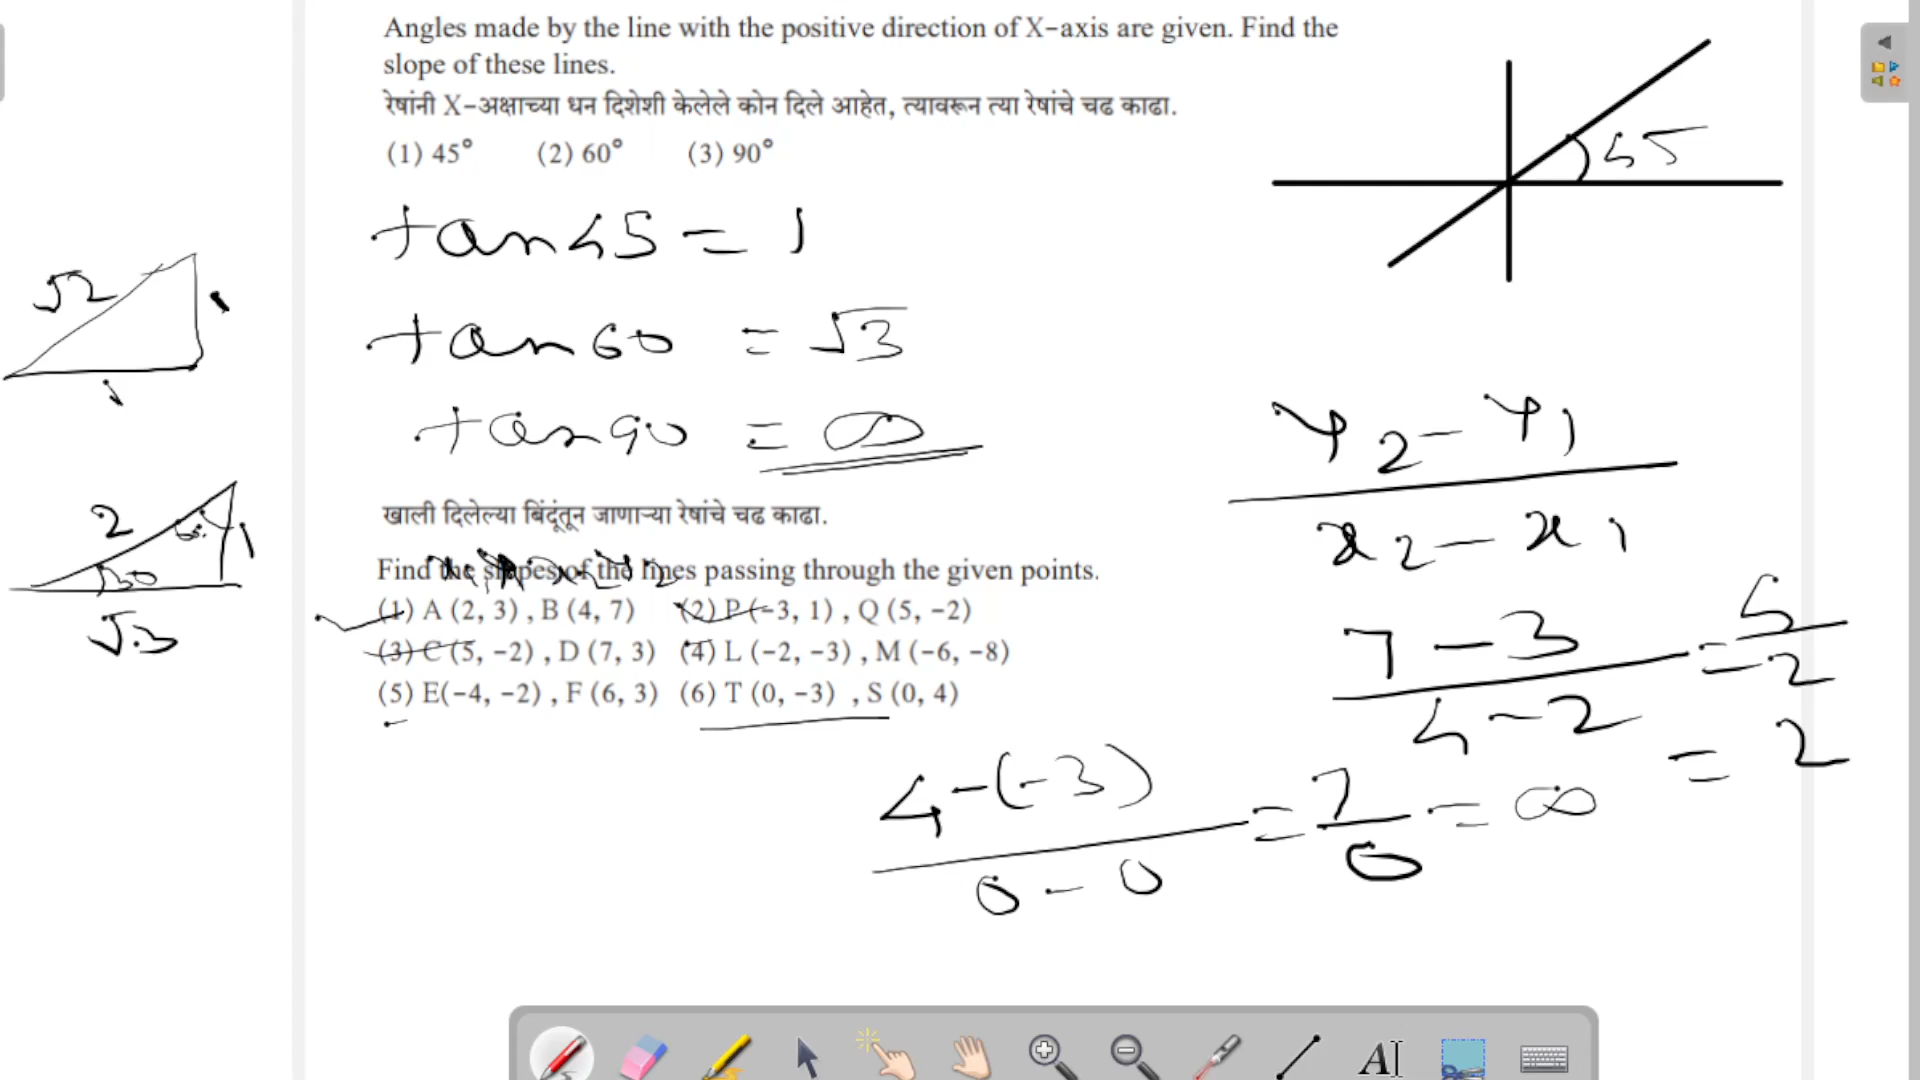 Angles made by the line with the positive direction of X-axis are given. Find the
slope of these lines.
रेषांनी X-अक्षाच्या धन दिशेशी केलेले कोन दिले आहेत, त्यावरून त्या रेषांचे चढ काढा.
(1) 45° (2) 60° (3) 90°
45
tan 45 = 1
√2
1
1
tan 60 = √3
tan 90 = ∞
y2 - y1
x2 - x1
2
60
1
30
√3
खाली दिलेल्या बिंदूंतून जाणाऱ्या रेषांचे चढ काढा.
Find the slopes of the lines passing through the given points.
(1) A (2, 3) , B (4, 7) (2) P (-3, 1) , Q (5, -2)
(3) C (5, -2) , D (7, 3) (4) L (-2, -3) , M (-6, -8)
(5) E(-4, -2) , F (6, 3) (6) T (0, -3) , S (0, 4)
7 - 3 = 4
4 - 2 2
= 2
4 - (-3) = 7 = ∞
0 - 0 0